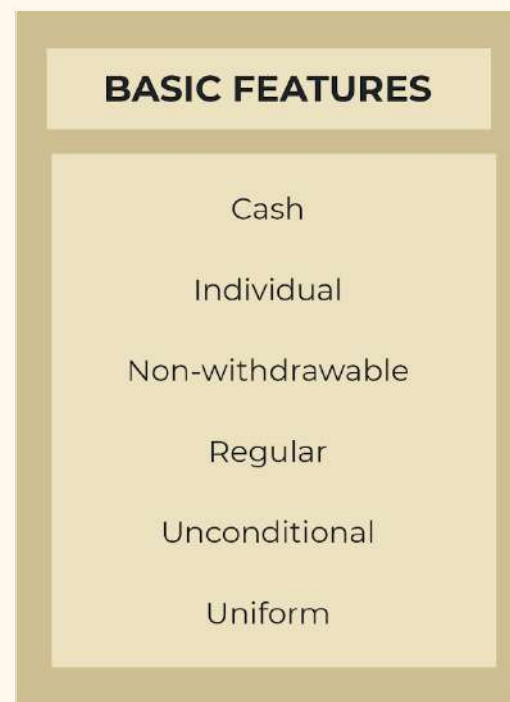 BASIC FEATURES
Cash
Individual
Non-withdrawable
Regular
Unconditional
Uniform